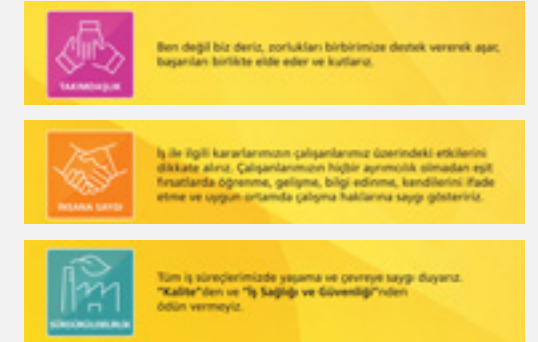 TAKIMDAŞLIK
Ben değil biz deriz, zorlukları birbirimize destek vererek aşar,
başarıları birlikte elde eder ve kutlarız.
İNSANA SAYGI
İş ile ilgili kararlarımızın çalışanlarımız üzerindeki etkilerini
dikkate alırız. Çalışanlarımızın hiçbir ayrımcılık olmadan eşit
fırsatlarda öğrenme, gelişme, bilgi edinme, kendilerini ifade
etme ve uygun ortamda çalışma haklarına saygı gösteririz.
SÜRDÜRÜLEBİLİRLİK
Tüm iş süreçlerimizde yaşama ve çevreye saygı duyarız.
"Kalite"den ve "İş Sağlığı ve Güvenliği"nden
ödün vermeyiz.